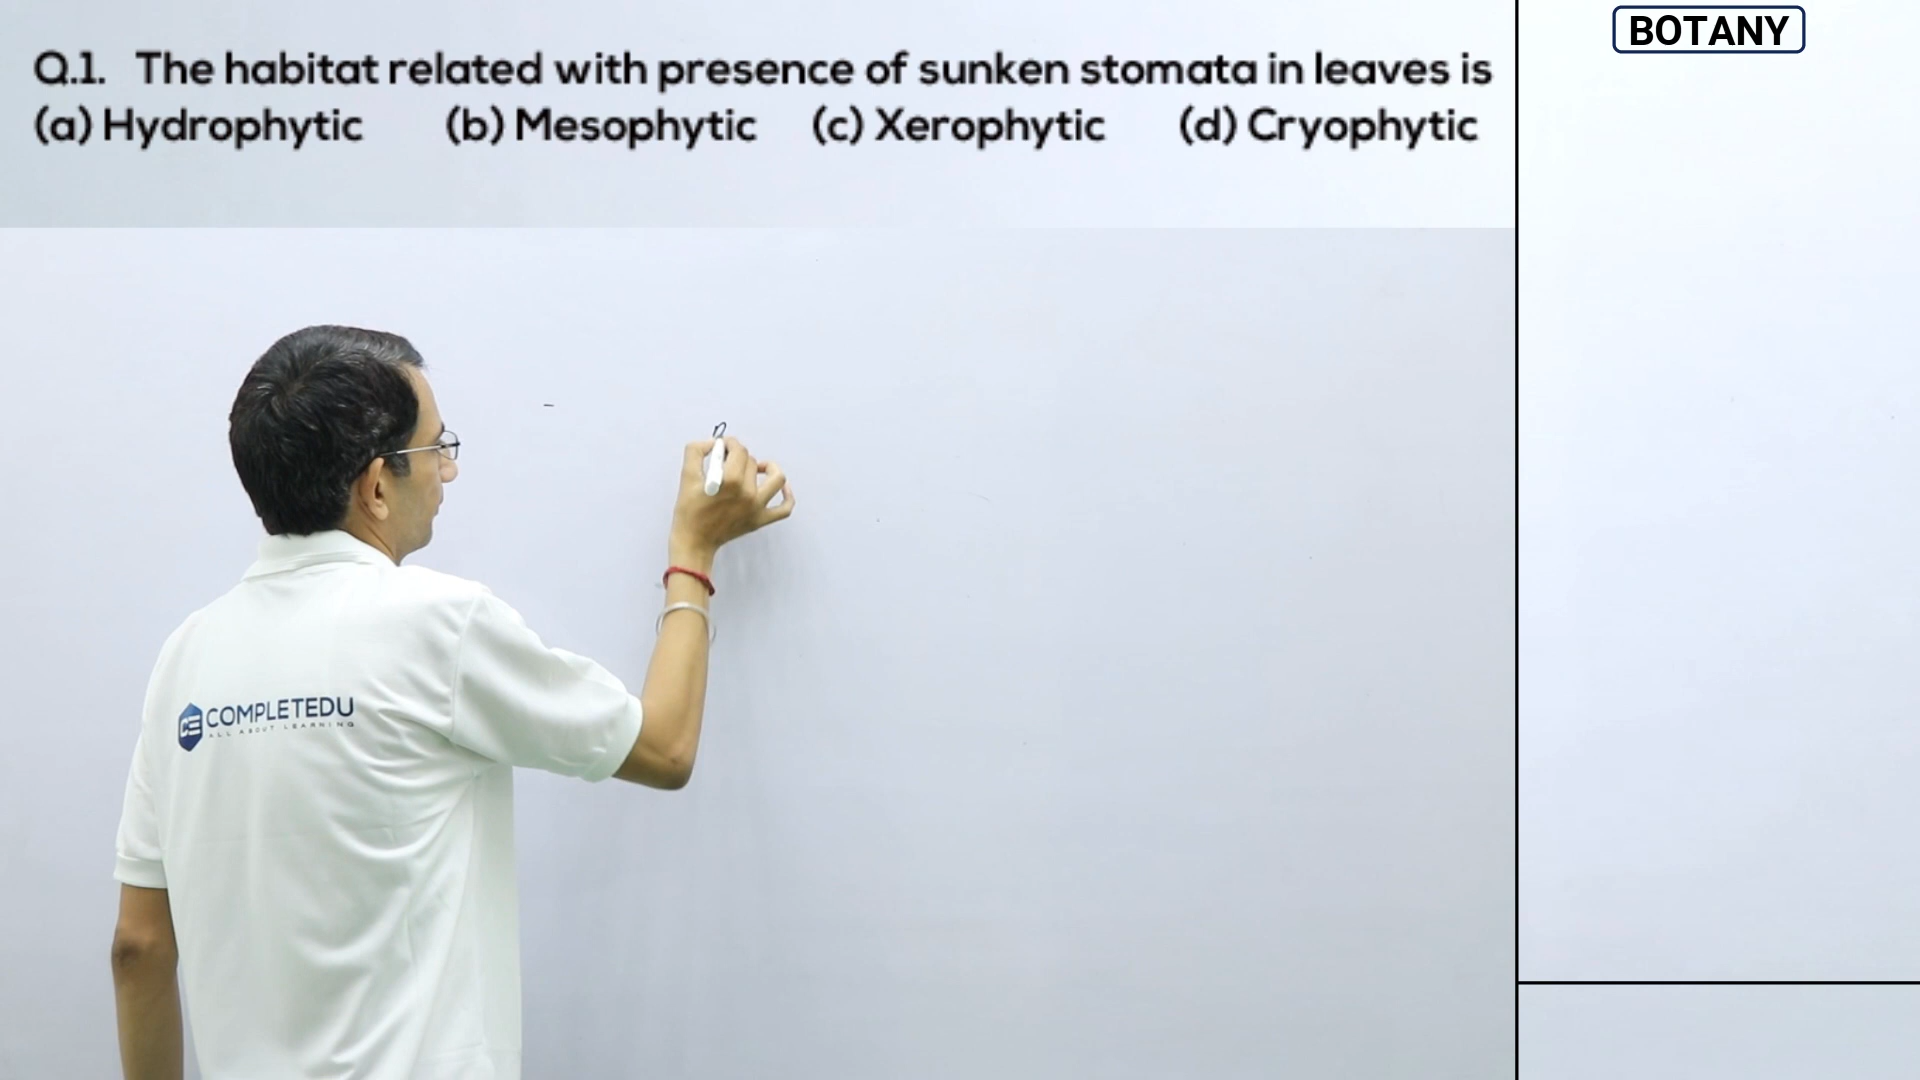 BOTANY
Q.1. The habitat related with presence of sunken stomata in leaves is
(a) Hydrophytic (b) Mesophytic (c) Xerophytic (d) Cryophytic
CE COMPLETEDU
ALL ABOUT LEARNING